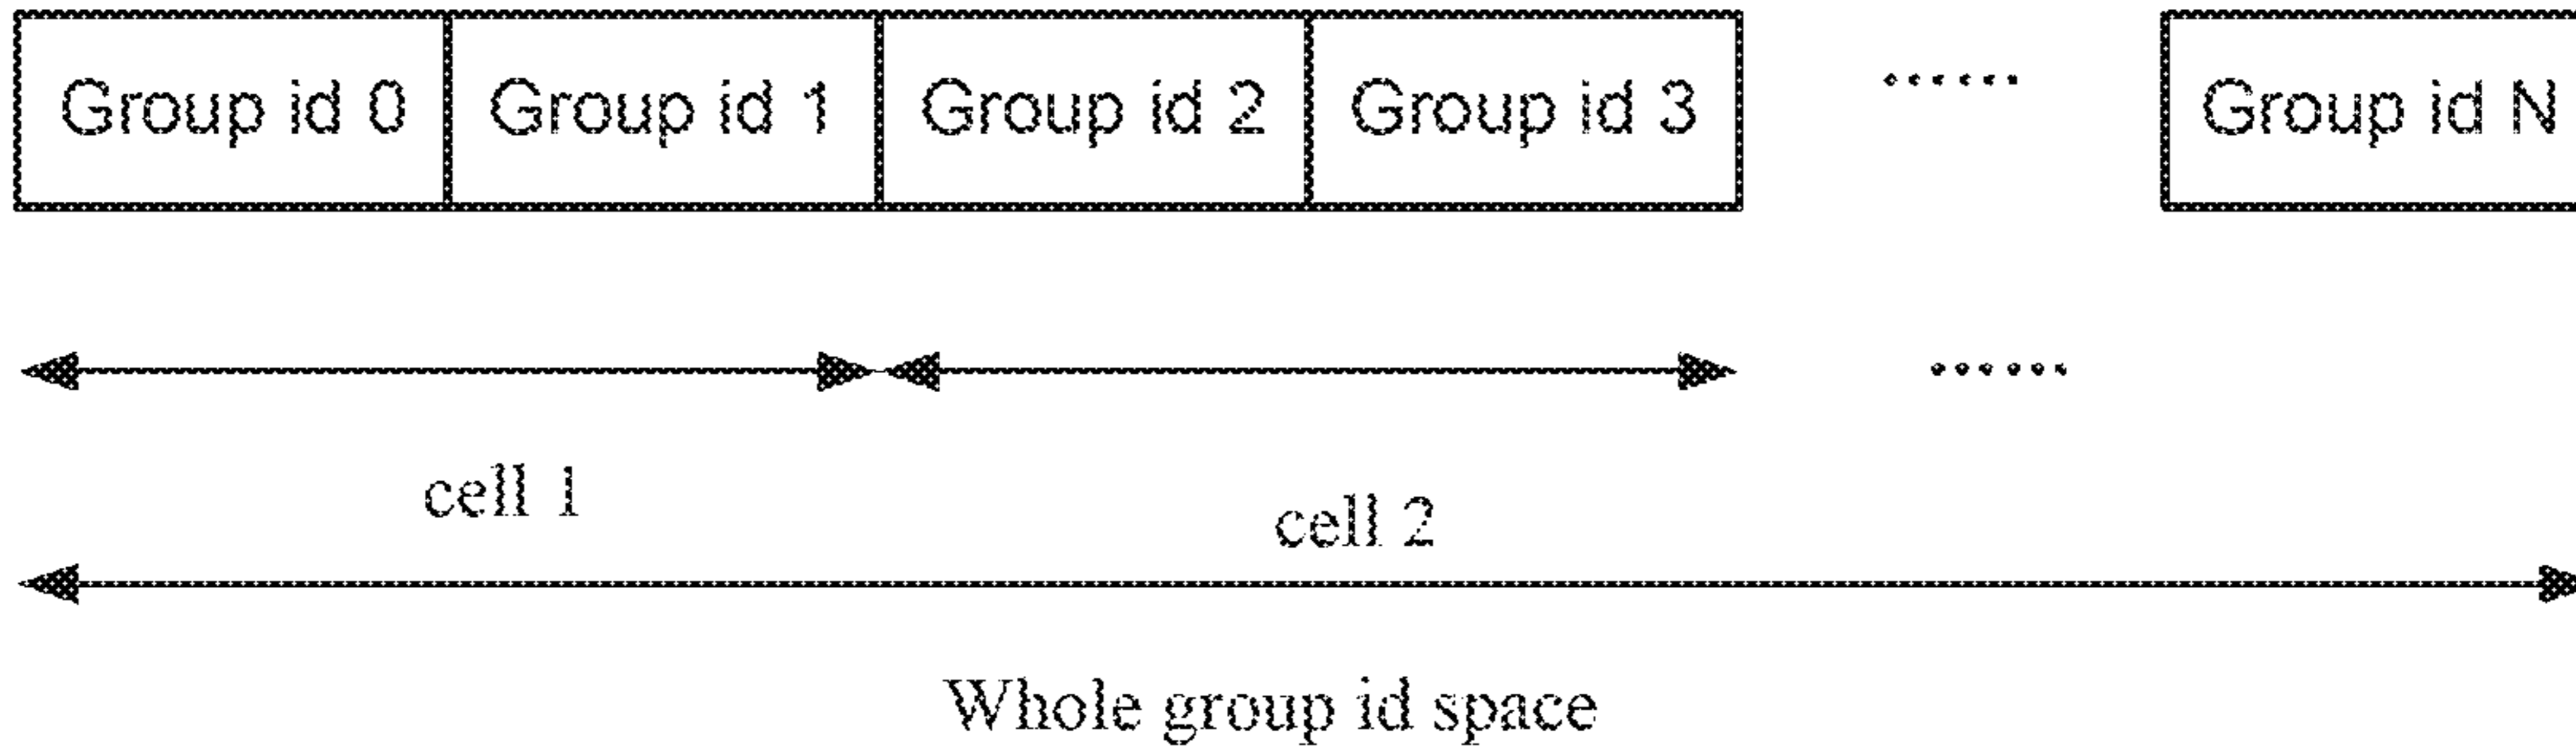 Group id 0 Group id 1 Group id 2 Group id 3 ...... Group id N
......
cell 1
cell 2
Whole group id space